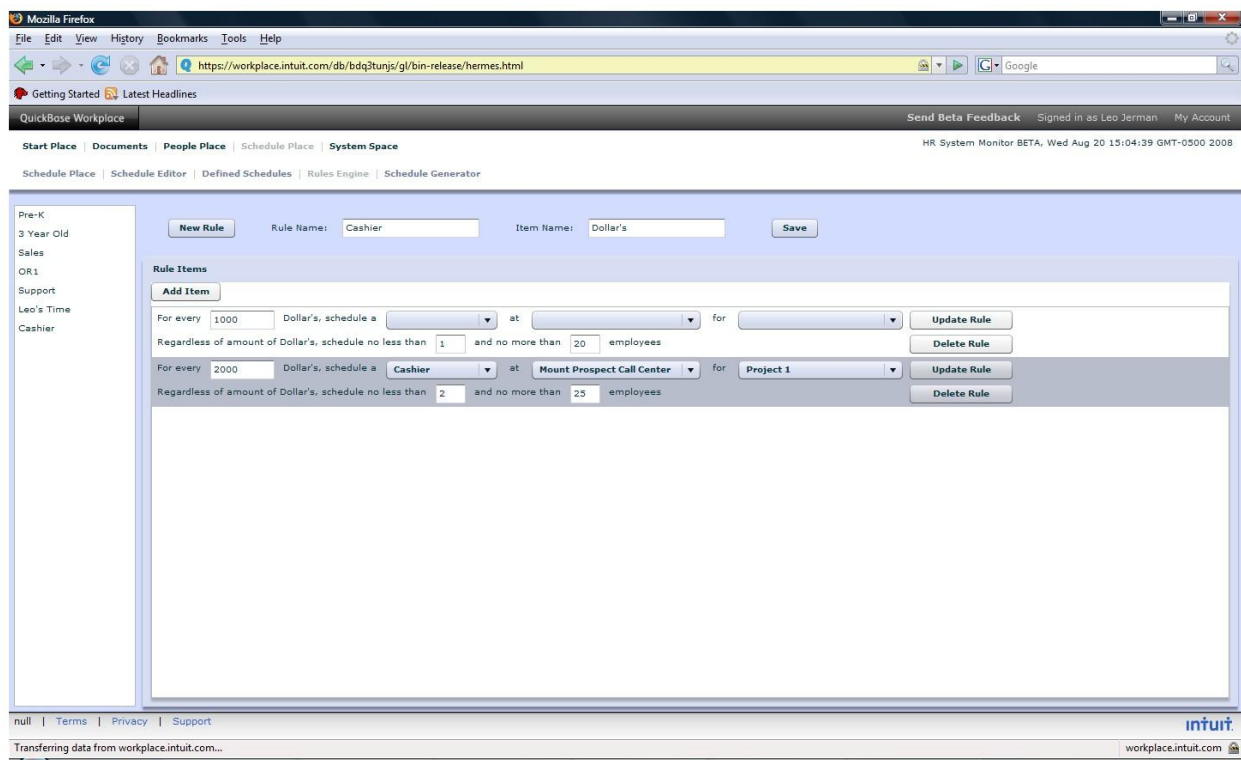 Mozilla Firefox
File Edit View History Bookmarks Tools Help
https://workplace.intuit.com/db/bdq3tunjs/gl/bin-release/hermes.html G Google
Getting Started Latest Headlines
QuickBase Workplace Send Beta Feedback Signed in as Leo Jerman My Account
Start Place | Documents | People Place | Schedule Place | System Space HR System Monitor BETA, Wed Aug 20 15:04:39 GMT-0500 2008
Schedule Place | Schedule Editor | Defined Schedules | Rules Engine | Schedule Generator
Pre-K
3 Year Old
Sales
OR1
Support
Leo's Time
Cashier
New Rule Rule Name: Cashier Item Name: Dollar's Save
Rule Items
Add Item
For every 1000 Dollar's, schedule a at for Update Rule
Regardless of amount of Dollar's, schedule no less than 1 and no more than 20 employees Delete Rule
For every 2000 Dollar's, schedule a Cashier at Mount Prospect Call Center for Project 1 Update Rule
Regardless of amount of Dollar's, schedule no less than 2 and no more than 25 employees Delete Rule
null | Terms | Privacy | Support intuit.
Transferring data from workplace.intuit.com... workplace.intuit.com